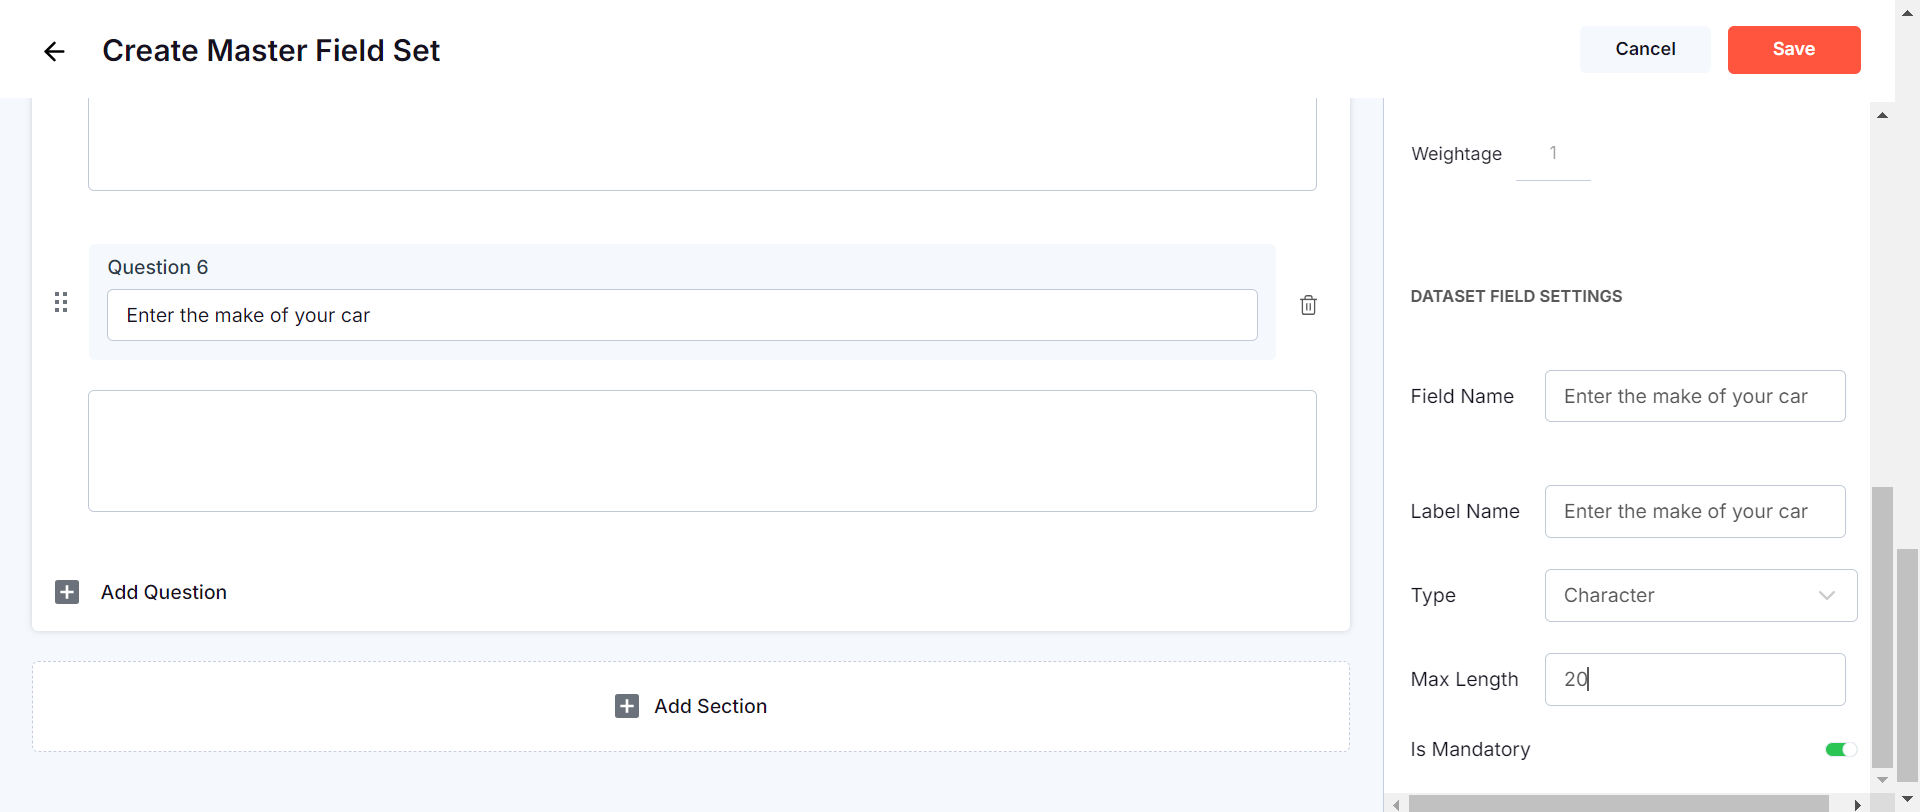 Create Master Field Set
Cancel
Save
Question 6
Enter the make of your car
Add Question
Add Section
Weightage 1
DATASET FIELD SETTINGS
Field Name Enter the make of your car
Label Name Enter the make of your car
Type Character
Max Length 20
Is Mandatory